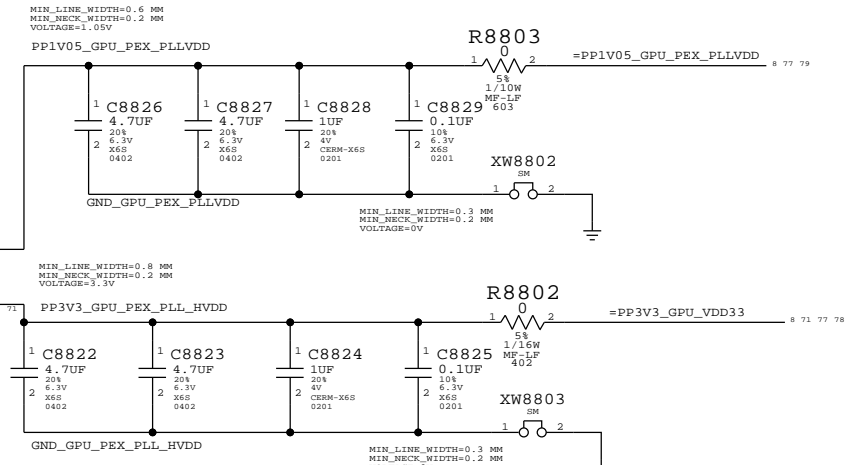 MIN_LINE_WIDTH=0.6 MM
MIN_NECK_WIDTH=0.2 MM
VOLTAGE=1.05V
PP1V05_GPU_PEX_PLLVDD
R8803
0
1 2
5%
1/10W
MF-LF
603
=PP1V05_GPU_PEX_PLLVDD 8 77 79
1 C8826
4.7UF
20%
6.3V
2 X6S
0402
1 C8827
4.7UF
20%
6.3V
2 X6S
0402
1 C8828
1UF
20%
4V
2 CERM-X6S
0201
1 C8829
0.1UF
10%
6.3V
2 X6S
0201
XW8802
SM
1 2
GND_GPU_PEX_PLLVDD
MIN_LINE_WIDTH=0.3 MM
MIN_NECK_WIDTH=0.2 MM
VOLTAGE=0V
MIN_LINE_WIDTH=0.8 MM
MIN_NECK_WIDTH=0.2 MM
VOLTAGE=3.3V
71 PP3V3_GPU_PEX_PLL_HVDD
R8802
0
1 2
5%
1/16W
MF-LF
402
=PP3V3_GPU_VDD33 8 71 77 78
1 C8822
4.7UF
20%
6.3V
2 X6S
0402
1 C8823
4.7UF
20%
6.3V
2 X6S
0402
1 C8824
1UF
20%
4V
2 CERM-X6S
0201
1 C8825
0.1UF
10%
6.3V
2 X6S
0201
XW8803
SM
1 2
GND_GPU_PEX_PLL_HVDD
MIN_LINE_WIDTH=0.3 MM
MIN_NECK_WIDTH=0.2 MM